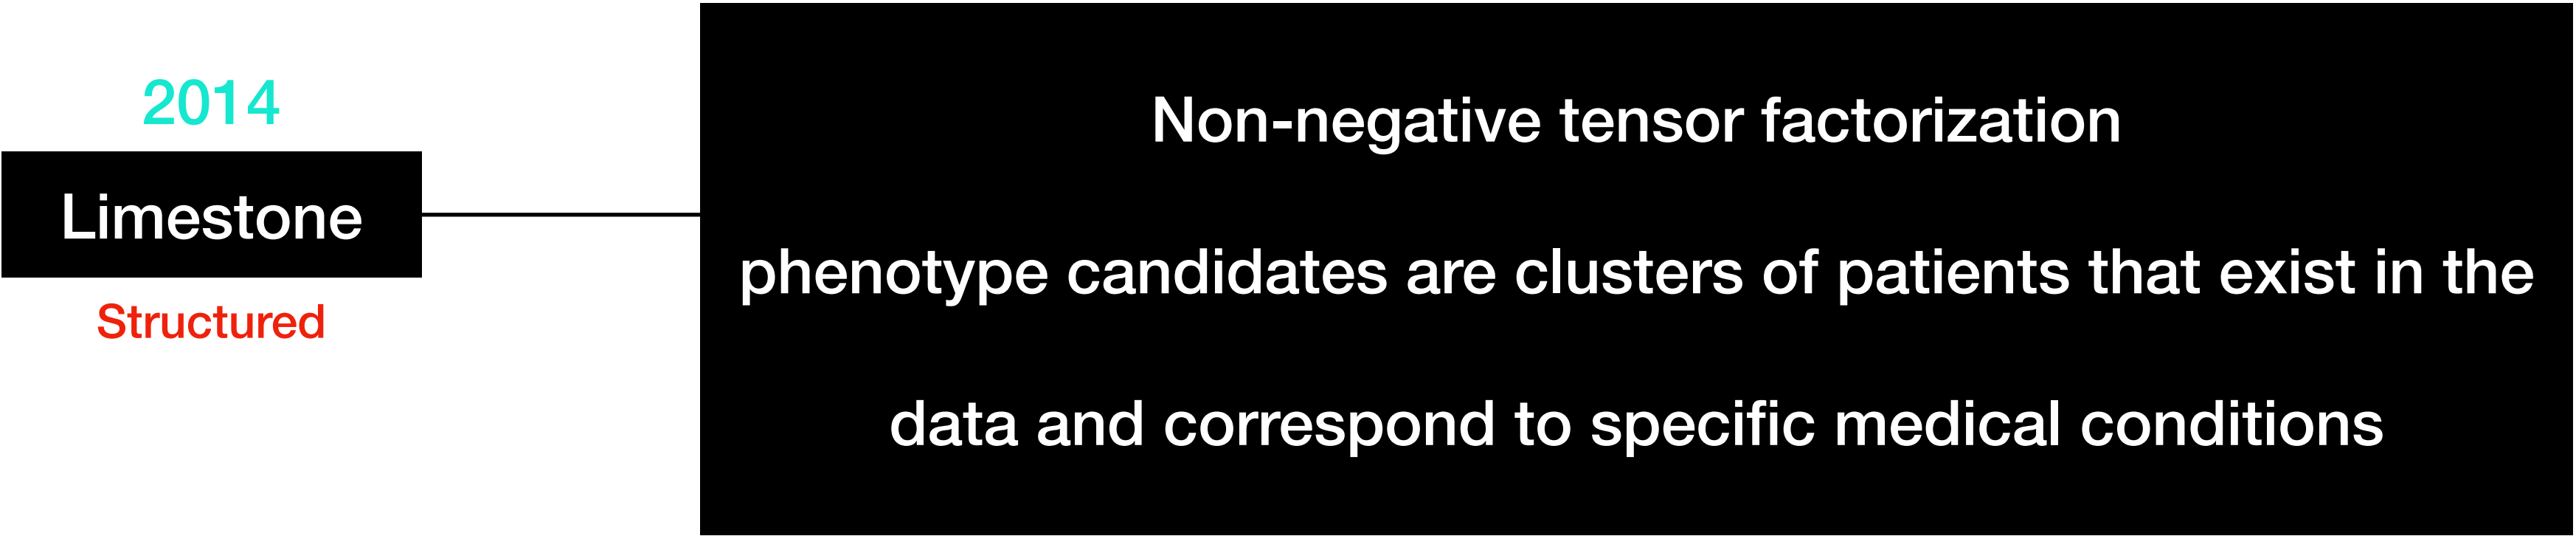 2014
Limestone
Structured
Non-negative tensor factorization
phenotype candidates are clusters of patients that exist in the
data and correspond to specific medical conditions